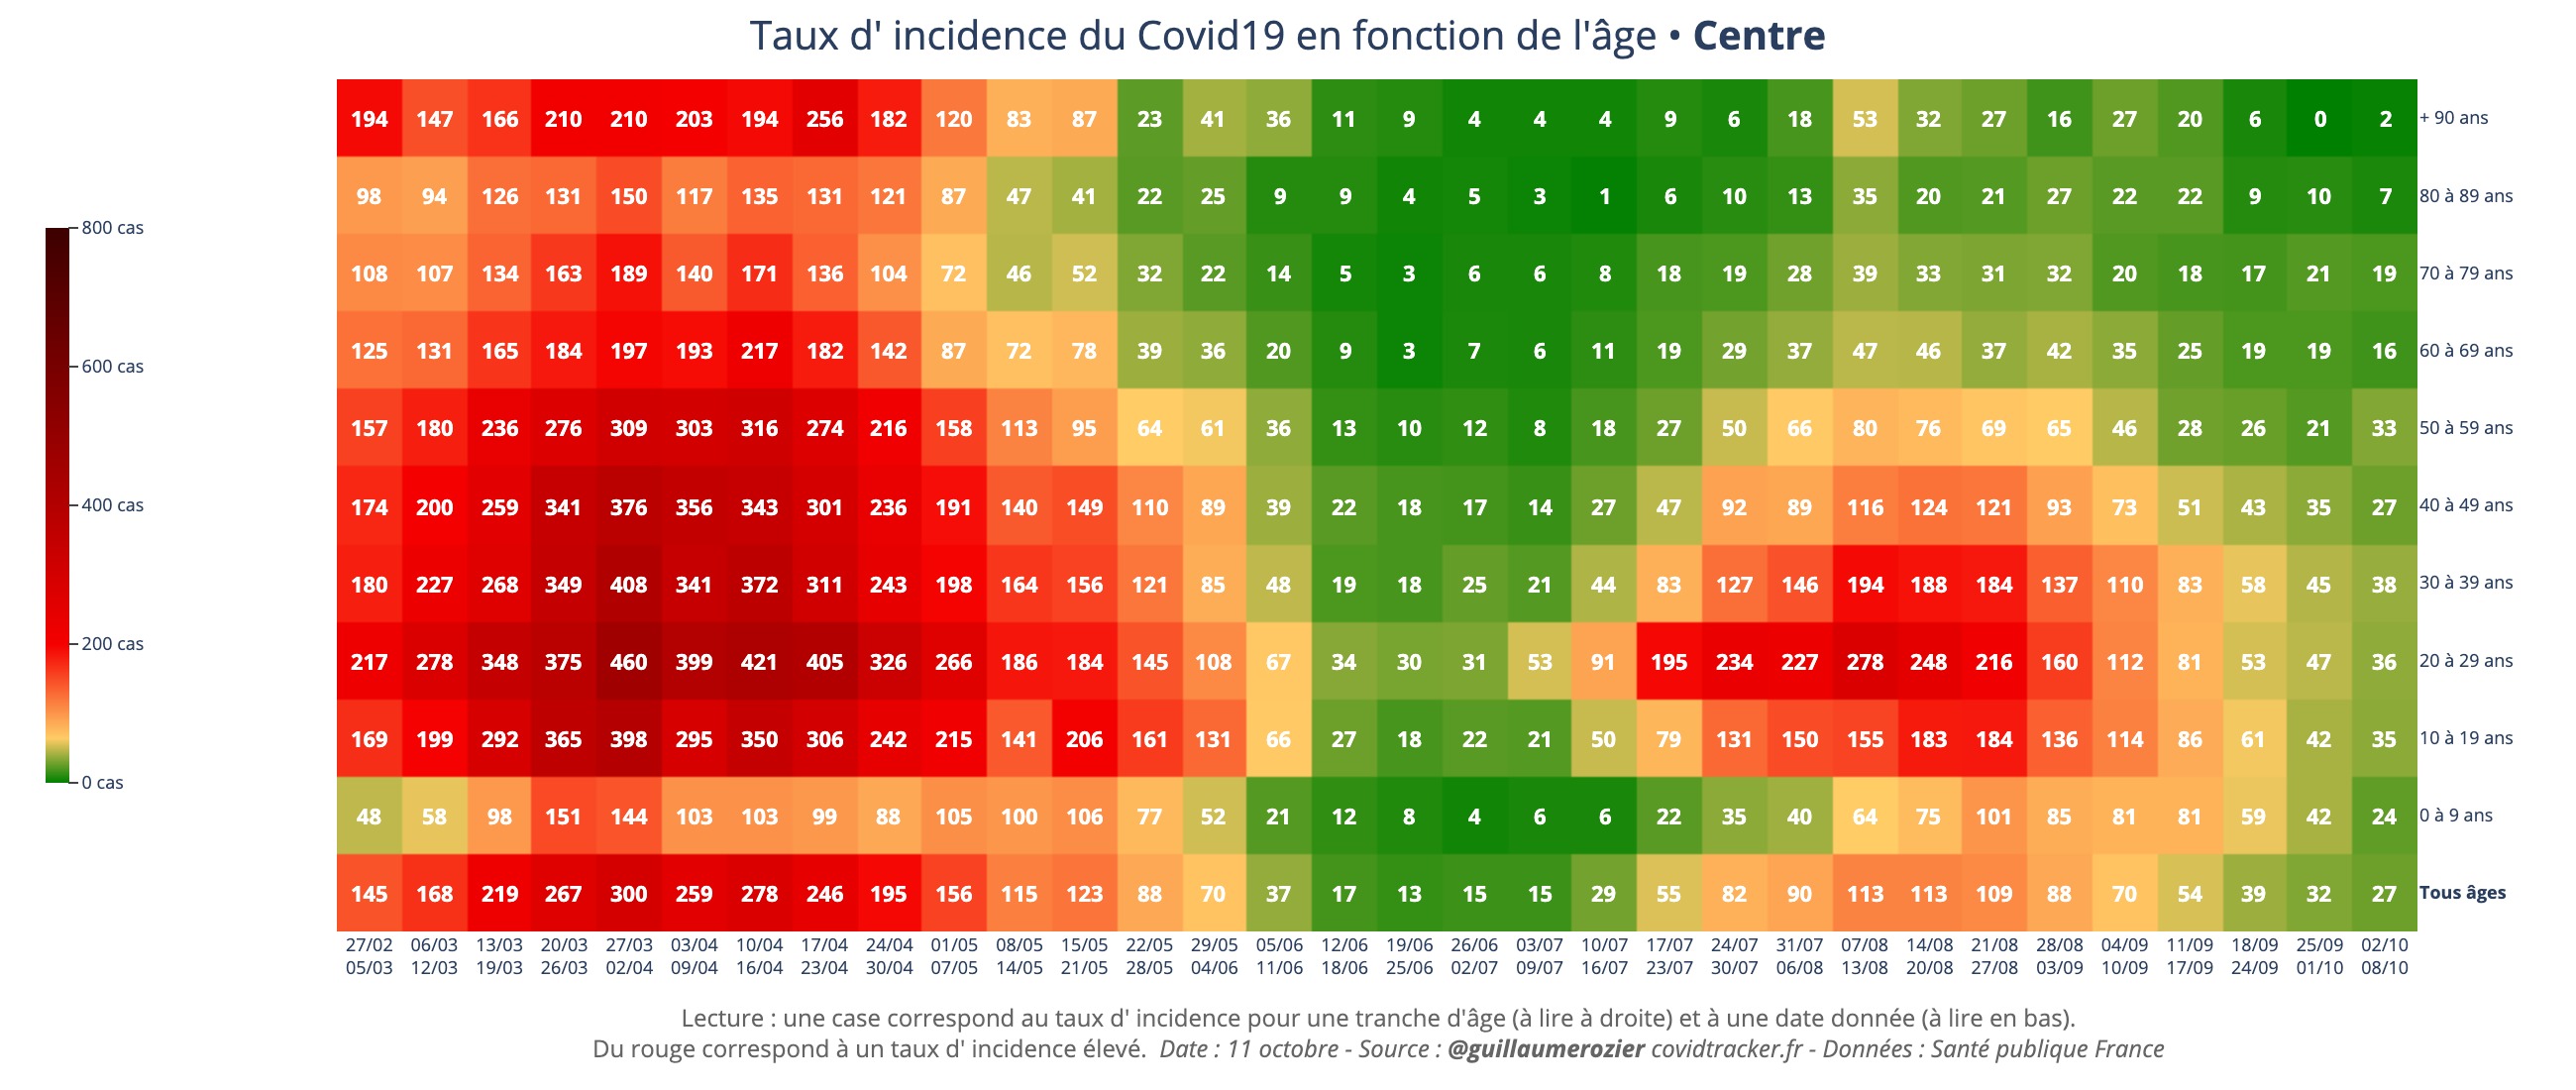 Taux d' incidence du Covid19 en fonction de l'âge • Centre
800 cas
600 cas
400 cas
200 cas
0 cas
194 147 166 210 210 203 194 256 182 120 83 87 23 41 36 11 9 4 4 4 9 6 18 53 32 27 16 27 20 6 0 2 + 90 ans
98 94 126 131 150 117 135 131 121 87 47 41 22 25 9 9 4 5 3 1 6 10 13 35 20 21 27 22 22 9 10 7 80 à 89 ans
108 107 134 163 189 140 171 136 104 72 46 52 32 22 14 5 3 6 6 8 18 19 28 39 33 31 32 20 18 17 21 19 70 à 79 ans
125 131 165 184 197 193 217 182 142 87 72 78 39 36 20 9 3 7 6 11 19 29 37 47 46 37 42 35 25 19 19 16 60 à 69 ans
157 180 236 276 309 303 316 274 216 158 113 95 64 61 36 13 10 12 8 18 27 50 66 80 76 69 65 46 28 26 21 33 50 à 59 ans
174 200 259 341 376 356 343 301 236 191 140 149 110 89 39 22 18 17 14 27 47 92 89 116 124 121 93 73 51 43 35 27 40 à 49 ans
180 227 268 349 408 341 372 311 243 198 164 156 121 85 48 19 18 25 21 44 83 127 146 194 188 184 137 110 83 58 45 38 30 à 39 ans
217 278 348 375 460 399 421 405 326 266 186 184 145 108 67 34 30 31 53 91 195 234 227 278 248 216 160 112 81 53 47 36 20 à 29 ans
169 199 292 365 398 295 350 306 242 215 141 206 161 131 66 27 18 22 21 50 79 131 150 155 183 184 136 114 86 61 42 35 10 à 19 ans
48 58 98 151 144 103 103 99 88 105 100 106 77 52 21 12 8 4 6 6 22 35 40 64 75 101 85 81 81 59 42 24 0 à 9 ans
145 168 219 267 300 259 278 246 195 156 115 123 88 70 37 17 13 15 15 29 55 82 90 113 113 109 88 70 54 39 32 27 Tous âges
27/02 06/03 13/03 20/03 27/03 03/04 10/04 17/04 24/04 01/05 08/05 15/05 22/05 29/05 05/06 12/06 19/06 26/06 03/07 10/07 17/07 24/07 31/07 07/08 14/08 21/08 28/08 04/09 11/09 18/09 25/09 02/10
05/03 12/03 19/03 26/03 02/04 09/04 16/04 23/04 30/04 07/05 14/05 21/05 28/05 04/06 11/06 18/06 25/06 02/07 09/07 16/07 23/07 30/07 06/08 13/08 20/08 27/08 03/09 10/09 17/09 24/09 01/10 08/10
Lecture : une case correspond au taux d' incidence pour une tranche d'âge (à lire à droite) et à une date donnée (à lire en bas).
Du rouge correspond à un taux d' incidence élevé. Date : 11 octobre - Source : @guillaumerozier covidtracker.fr - Données : Santé publique France